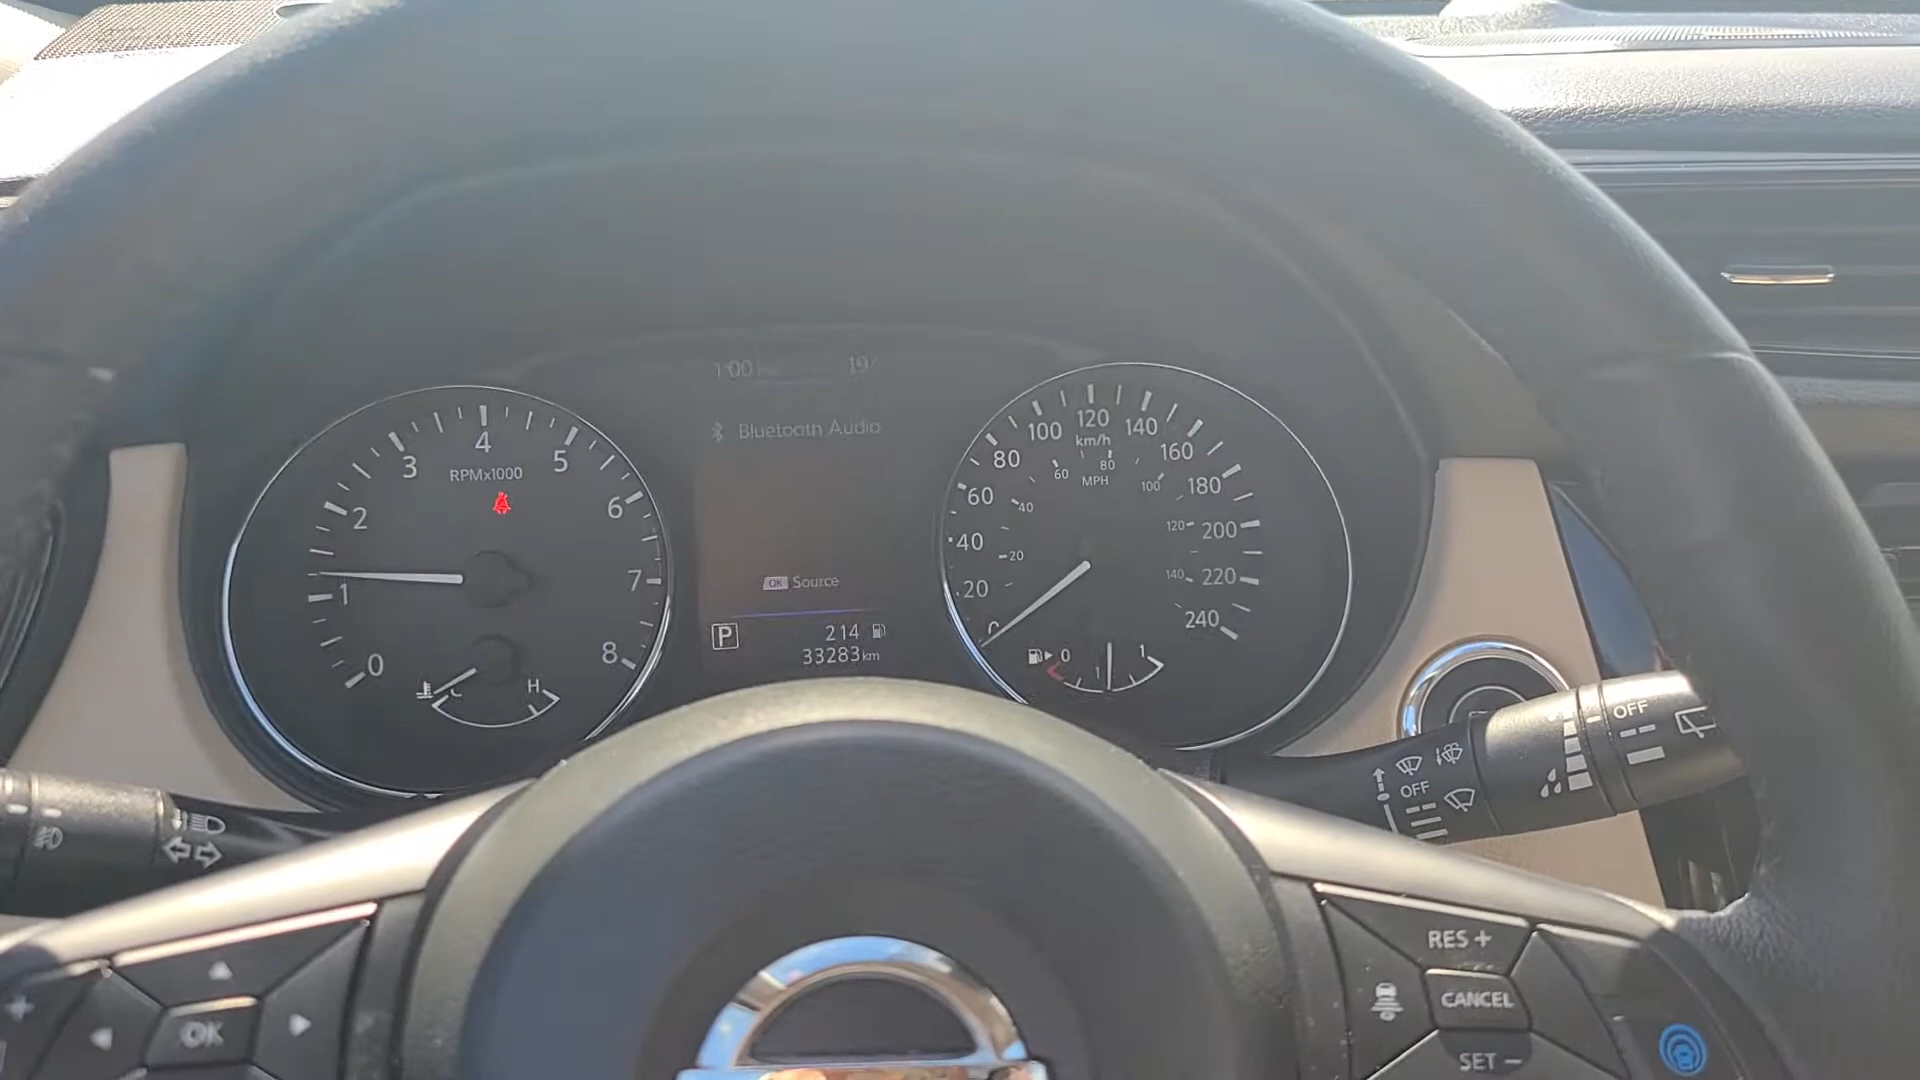 1:00
Bluetooth Audio
OK Source
P
214
33283 km
0
1
2
3
4
5
6
7
8
RPMx1000
C
H
0
20
40
60
80
100
120
140
160
180
200
220
240
km/h
20
40
60
80
100
120
140
MPH
0
1
OFF
OFF
OK
RES +
CANCEL
SET −